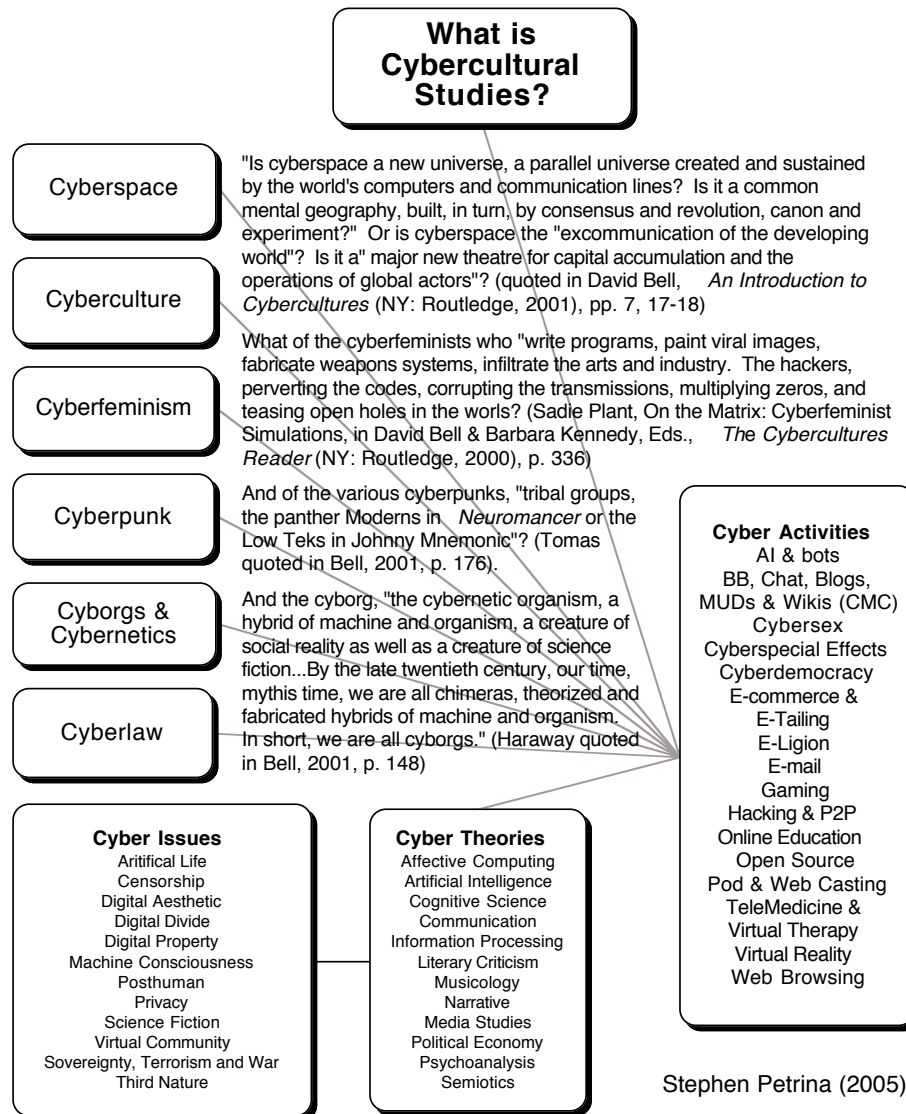 What is
Cybercultural
Studies?
Cyberspace
"Is cyberspace a new universe, a parallel universe created and sustained
by the world's computers and communication lines? Is it a common
mental geography, built, in turn, by consensus and revolution, canon and
experiment?" Or is cyberspace the "excommunication of the developing
world"? Is it a" major new theatre for capital accumulation and the
operations of global actors"? (quoted in David Bell, An Introduction to
Cybercultures (NY: Routledge, 2001), pp. 7, 17-18)
Cyberculture
Cyberfeminism
What of the cyberfeminists who "write programs, paint viral images,
fabricate weapons systems, infiltrate the arts and industry. The hackers,
perverting the codes, corrupting the transmissions, multiplying zeros, and
teasing open holes in the worls? (Sadie Plant, On the Matrix: Cyberfeminist
Simulations, in David Bell & Barbara Kennedy, Eds., The Cybercultures
Reader (NY: Routledge, 2000), p. 336)
Cyberpunk
And of the various cyberpunks, "tribal groups,
the panther Moderns in Neuromancer or the
Low Teks in Johnny Mnemonic"? (Tomas
quoted in Bell, 2001, p. 176).
Cyborgs &
Cybernetics
And the cyborg, "the cybernetic organism, a
hybrid of machine and organism, a creature of
social reality as well as a creature of science
fiction...By the late twentieth century, our time,
mythis time, we are all chimeras, theorized and
fabricated hybrids of machine and organism.
In short, we are all cyborgs." (Haraway quoted
in Bell, 2001, p. 148)
Cyberlaw
Cyber Activities
AI & bots
BB, Chat, Blogs,
MUDs & Wikis (CMC)
Cybersex
Cyberspecial Effects
Cyberdemocracy
E-commerce &
E-Tailing
E-Ligion
E-mail
Gaming
Hacking & P2P
Online Education
Open Source
Pod & Web Casting
TeleMedicine &
Virtual Therapy
Virtual Reality
Web Browsing
Cyber Issues
Aritifical Life
Censorship
Digital Aesthetic
Digital Divide
Digital Property
Machine Consciousness
Posthuman
Privacy
Science Fiction
Virtual Community
Sovereignty, Terrorism and War
Third Nature
Cyber Theories
Affective Computing
Artificial Intelligence
Cognitive Science
Communication
Information Processing
Literary Criticism
Musicology
Narrative
Media Studies
Political Economy
Psychoanalysis
Semiotics
Stephen Petrina (2005)